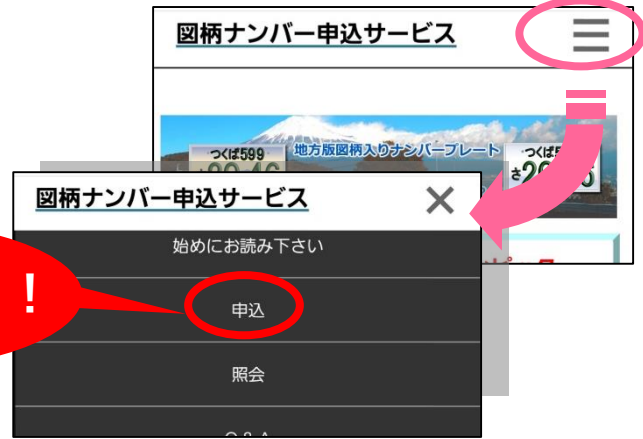 図柄ナンバー申込サービス
地方版図柄入りナンバープレート
つくば599
図柄ナンバー申込サービス
始めにお読み下さい
!
申込
照会
Q & A